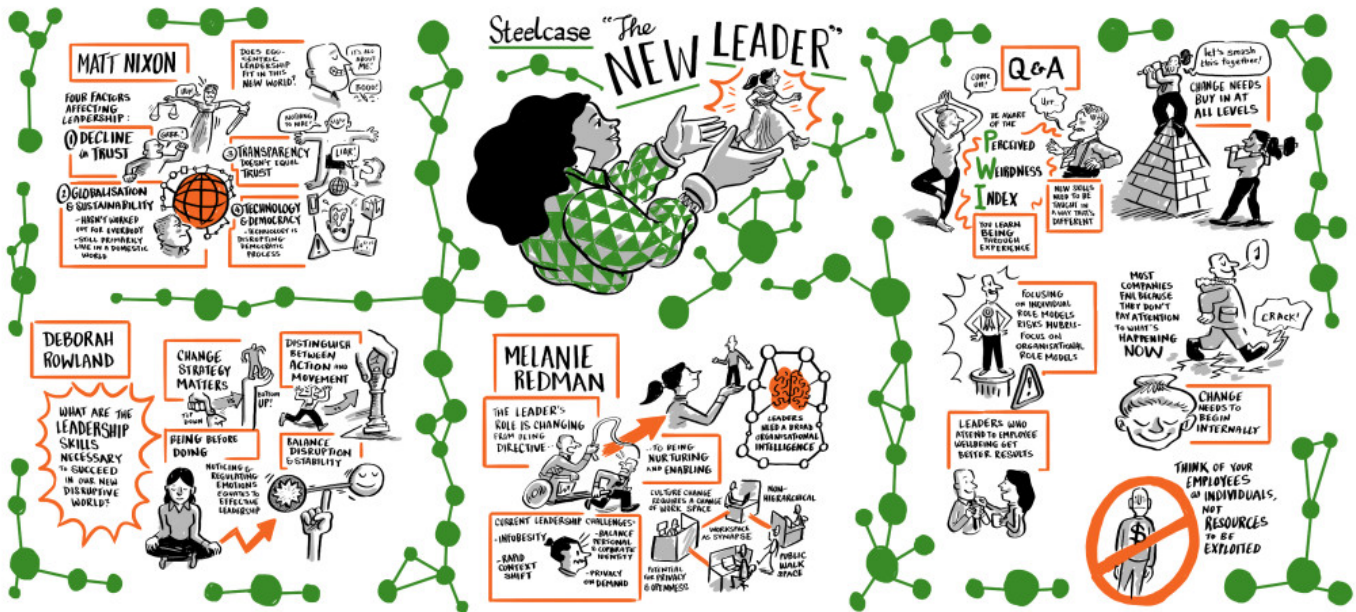 Steelcase "The
NEW LEADER"
MATT NIXON
FOUR FACTORS
AFFECTING
LEADERSHIP:
① DECLINE
in TRUST
GRRR!
② GLOBALISATION
& SUSTAINABILITY
-HASN'T WORKED
OUT FOR EVERYBODY
-STILL PRIMARILY
LIVE IN A DOMESTIC
WORLD
DOES EGO-
CENTRIC
LEADERSHIP
FIT IN THIS
NEW WORLD?
IT'S ALL
ABOUT
ME!
BOOO!
NOTHING
TO HIDE!
LIAR!
③ TRANSPARENCY
DOESN'T EQUAL
TRUST
④ TECHNOLOGY
& DEMOCRACY
-TECHNOLOGY IS
DISRUPTING
DEMOCRATIC
PROCESS
DEBORAH
ROWLAND
WHAT ARE THE
LEADERSHIP
SKILLS
NECESSARY
TO SUCCEED
IN OUR NEW
DISRUPTIVE
WORLD?
CHANGE
STRATEGY
MATTERS
TOP
DOWN
VS
BOTTOM
UP!
DISTINGUISH
BETWEEN
ACTION AND
MOVEMENT
VS
BEING BEFORE
DOING
NOTICING &
REGULATING
EMOTIONS
EQUATES TO
EFFECTIVE
LEADERSHIP
BALANCE
DISRUPTION
& STABILITY
MELANIE
REDMAN
THE LEADER'S
ROLE IS CHANGING
FROM BEING
DIRECTIVE...
...TO BEING
NURTURING
AND ENABLING
LEADERS
NEED A BROAD
ORGANISATIONAL
INTELLIGENCE
CURRENT LEADERSHIP CHALLENGES:
-INFOBESITY
-RAPID
CONTEXT
SHIFT
-BALANCE
PERSONAL
& CORPORATE
IDENTITY
-PRIVACY ON
DEMAND
CULTURE CHANGE
REQUIRES A CHANGE
OF WORK SPACE
NON-
HIERARCHICAL
WORKSPACE
AS SYNAPSE
POTENTIAL
FOR PRIVACY
& OPENNESS
PUBLIC
WALK
SPACE
Q&A
COME
ON!
BE AWARE
OF THE
PERCEIVED
WEIRDNESS
INDEX
YOU LEARN
BEING
THROUGH
EXPERIENCE
NEW SKILLS
NEED TO BE
TAUGHT IN
A WAY THAT'S
DIFFERENT
let's smash
this together!
CHANGE NEEDS
BUY IN AT
ALL LEVELS
FOCUSING
ON INDIVIDUAL
ROLE MODELS
RISKS HUBRIS-
FOCUS ON
ORGANISATIONAL
ROLE MODELS
MOST
COMPANIES
FAIL BECAUSE
THEY DON'T
PAY ATTENTION
TO WHAT'S
HAPPENING
NOW
CRACK!
LEADERS WHO
ATTEND TO EMPLOYEE
WELLBEING GET
BETTER RESULTS
CHANGE
NEEDS TO
BEGIN
INTERNALLY
THINK OF YOUR
EMPLOYEES
as INDIVIDUALS,
NOT
RESOURCES
TO BE
EXPLOITED
$